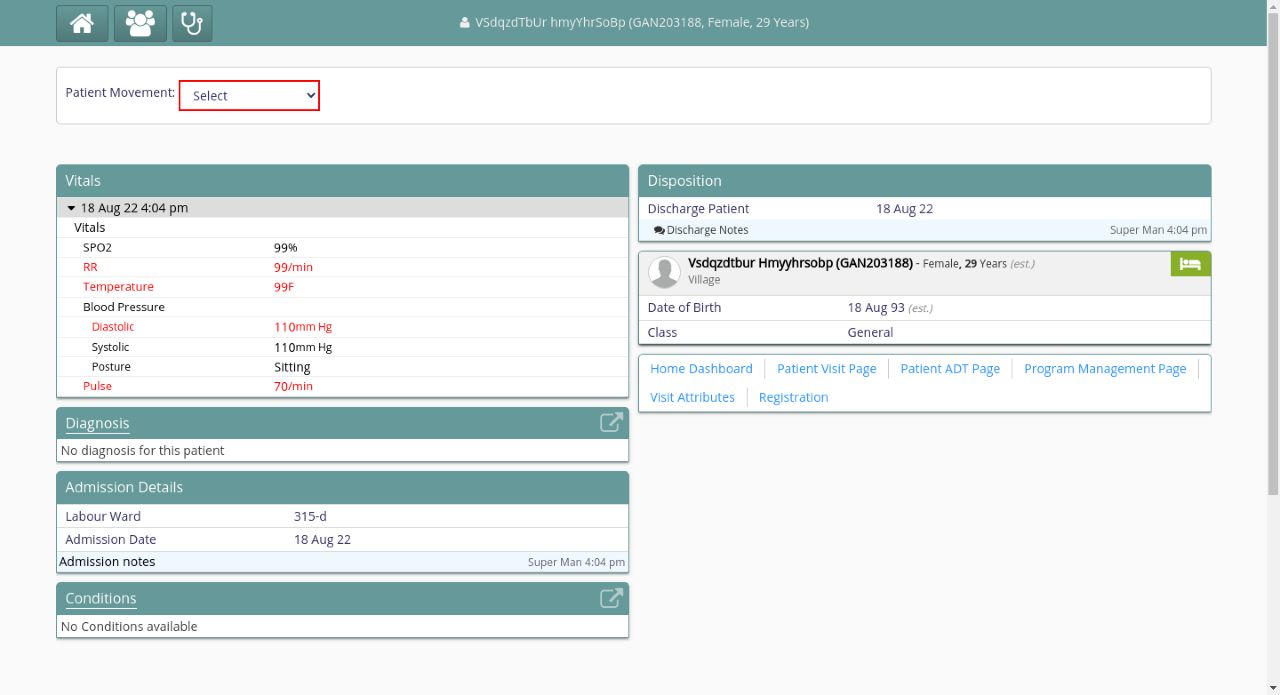 VSdqzdTbUr hmyYhrSoBp (GAN203188, Female, 29 Years)
Patient Movement: Select
Vitals
18 Aug 22 4:04 pm
Vitals
SPO2 99%
RR 99/min
Temperature 99F
Blood Pressure
Diastolic 110mm Hg
Systolic 110mm Hg
Posture Sitting
Pulse 70/min
Diagnosis
No diagnosis for this patient
Admission Details
Labour Ward 315-d
Admission Date 18 Aug 22
Admission notes Super Man 4:04 pm
Conditions
No Conditions available
Disposition
Discharge Patient 18 Aug 22
Discharge Notes Super Man 4:04 pm
Vsdqzdtbur Hmyyhrsobp (GAN203188) - Female, 29 Years (est.)
Village
Date of Birth 18 Aug 93 (est.)
Class General
Home Dashboard Patient Visit Page Patient ADT Page Program Management Page
Visit Attributes Registration